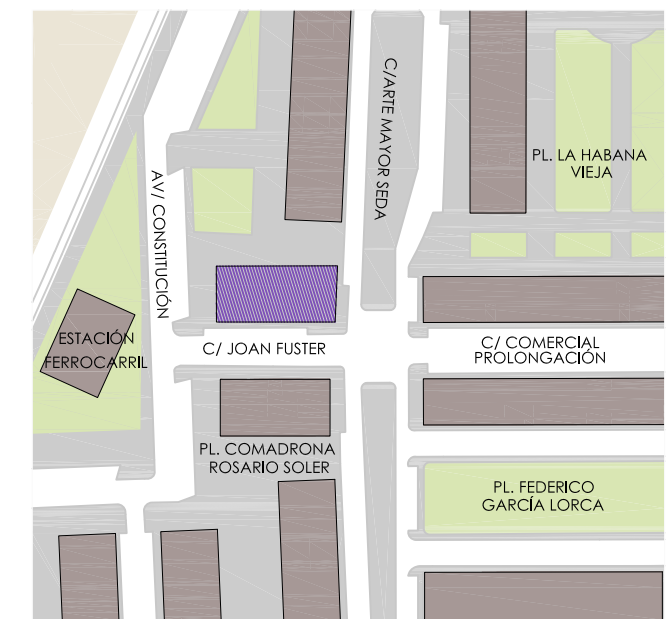 C/ARTE MAYOR SEDA
PL. LA HABANA
VIEJA
AV/ CONSTITUCIÓN
ESTACIÓN
FERROCARRIL
C/ JOAN FUSTER
C/ COMERCIAL
PROLONGACIÓN
PL. COMADRONA
ROSARIO SOLER
PL. FEDERICO
GARCÍA LORCA